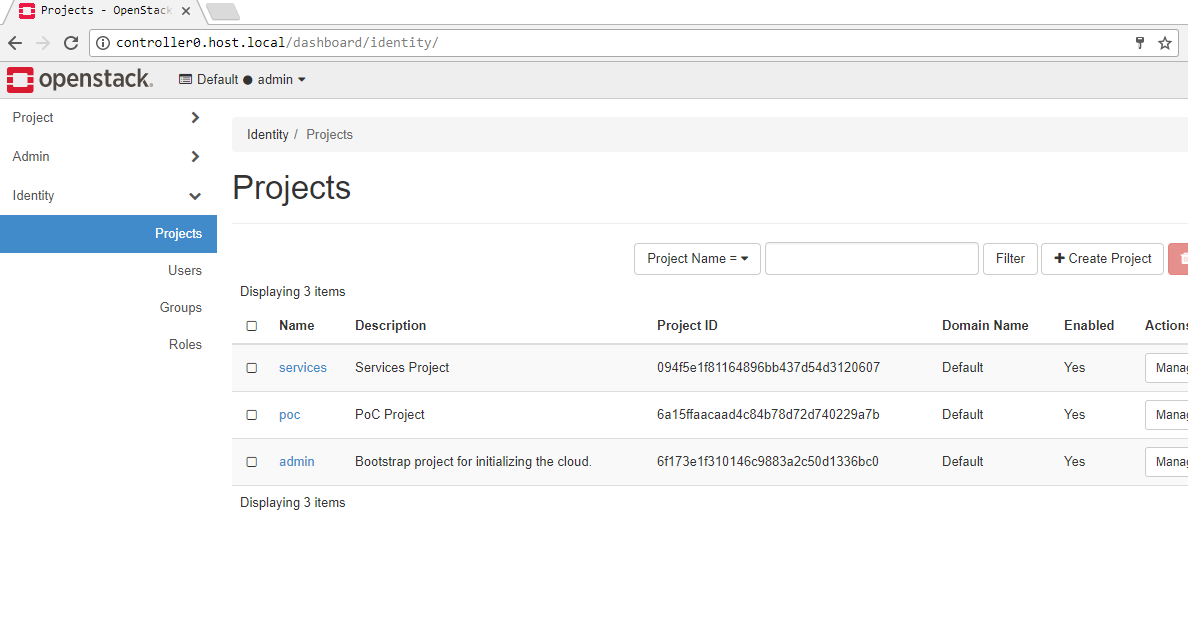 Projects - OpenStack
controller0.host.local/dashboard/identity/
openstack. Default ● admin
Project
Admin
Identity
Projects
Users
Groups
Roles
Identity / Projects
Projects
Project Name = Filter Create Project
Displaying 3 items
Name Description Project ID Domain Name Enabled Actions
services Services Project 094f5e1f81164896bb437d54d3120607 Default Yes Manag
poc PoC Project 6a15ffaacaad4c84b78d72d740229a7b Default Yes Manag
admin Bootstrap project for initializing the cloud. 6f173e1f310146c9883a2c50d1336bc0 Default Yes Manag
Displaying 3 items